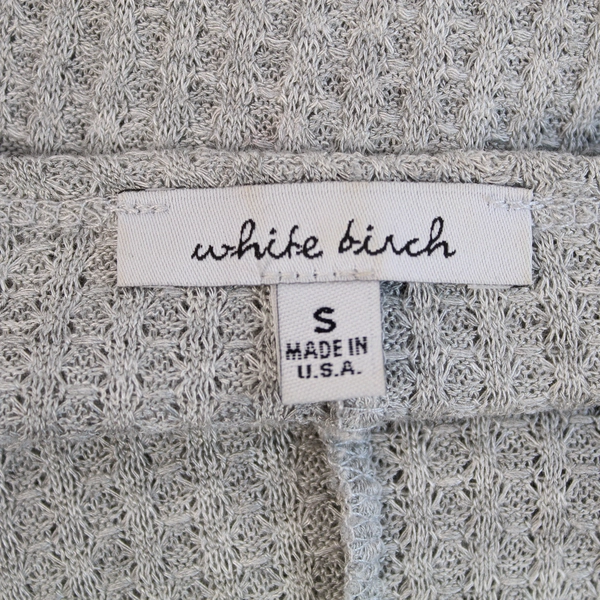 white birch
S
MADE IN
U.S.A.